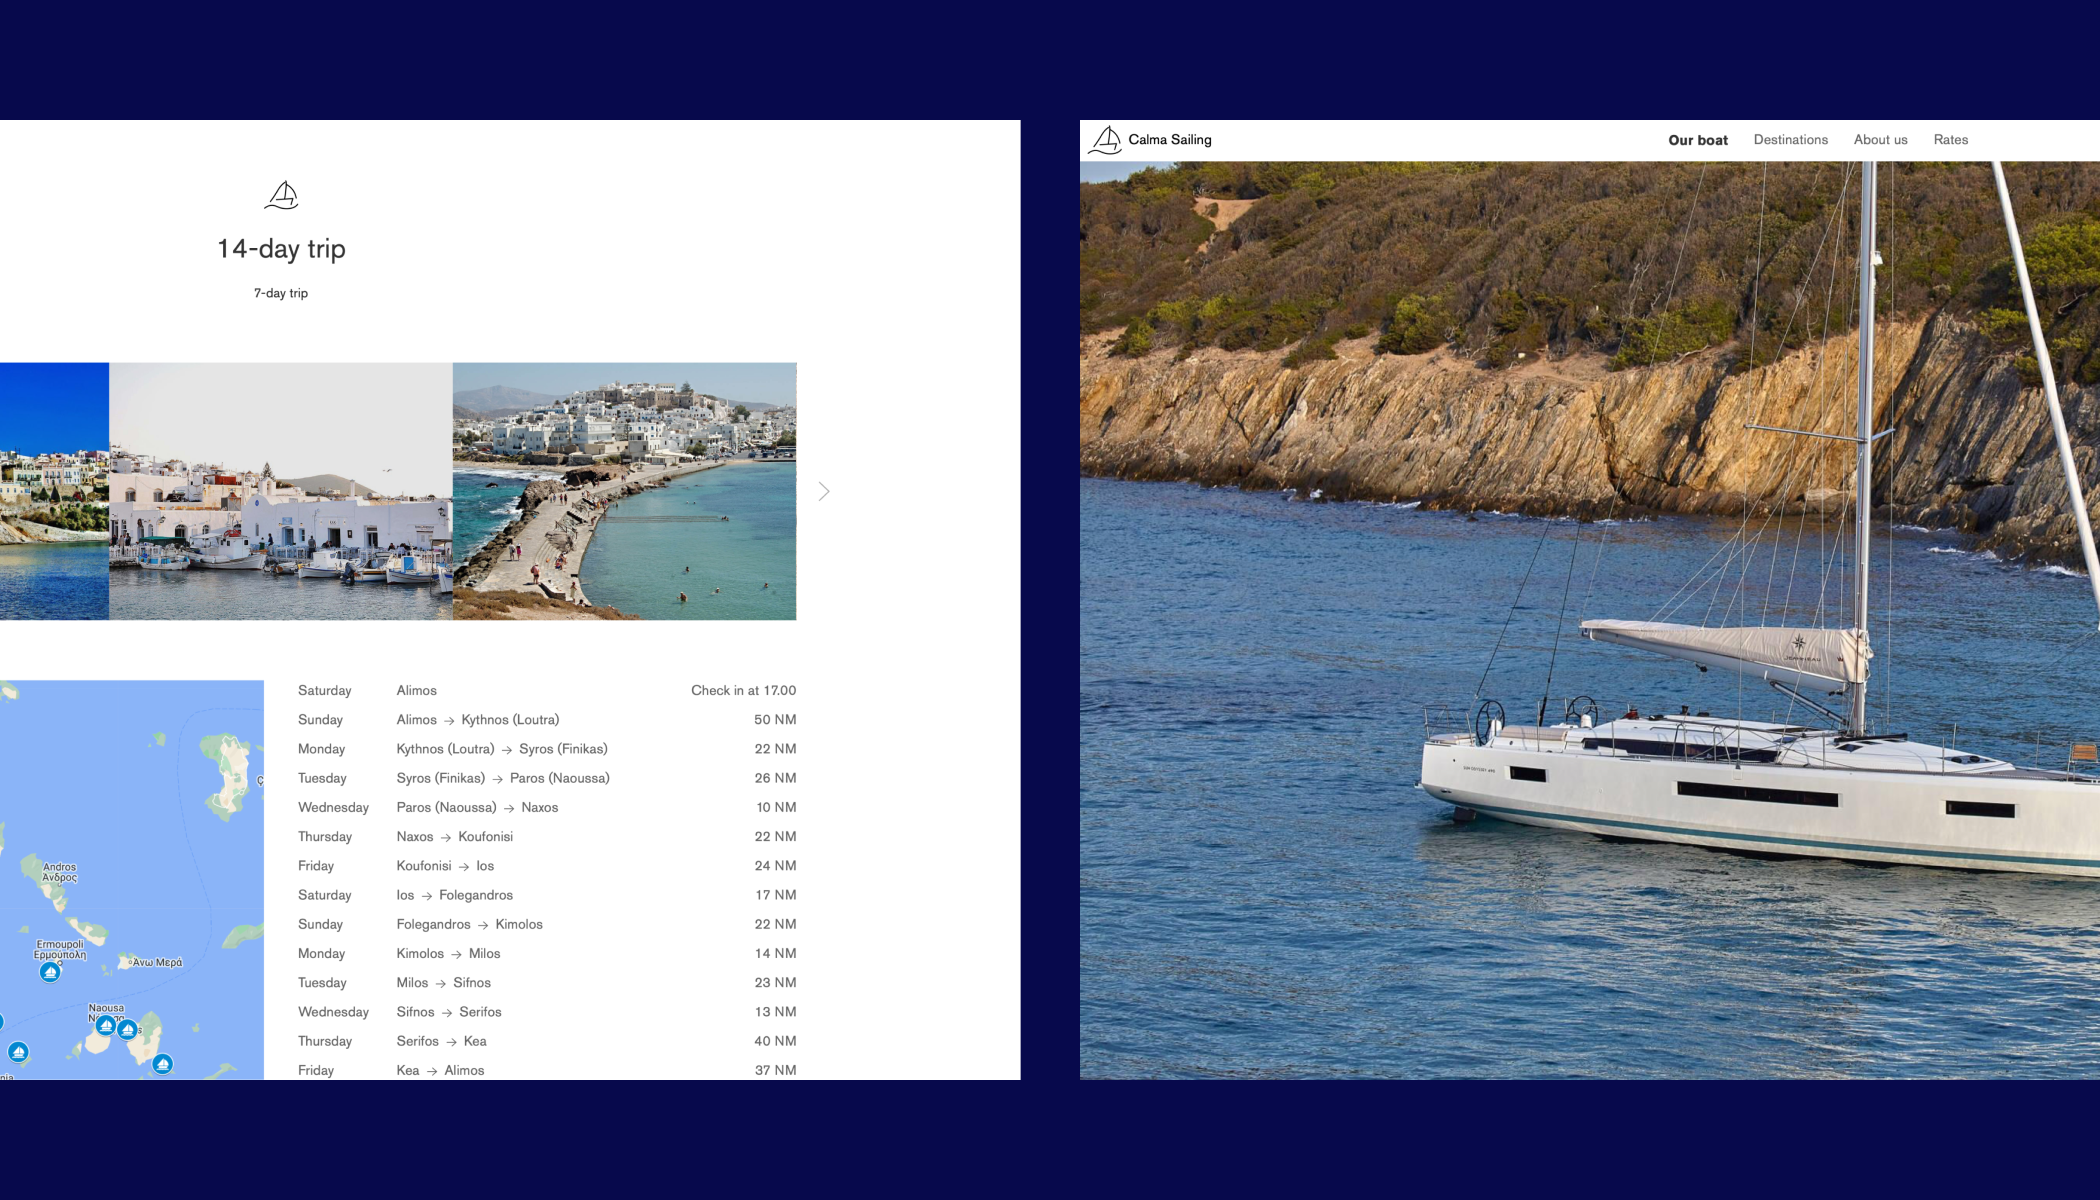 14-day trip
7-day trip
Saturday Alimos Check in at 17.00
Sunday Alimos → Kythnos (Loutra) 50 NM
Monday Kythnos (Loutra) → Syros (Finikas) 22 NM
Tuesday Syros (Finikas) → Paros (Naoussa) 26 NM
Wednesday Paros (Naoussa) → Naxos 10 NM
Thursday Naxos → Koufonisi 22 NM
Friday Koufonisi → Ios 24 NM
Saturday Ios → Folegandros 17 NM
Sunday Folegandros → Kimolos 22 NM
Monday Kimolos → Milos 14 NM
Tuesday Milos → Sifnos 23 NM
Wednesday Sifnos → Serifos 13 NM
Thursday Serifos → Kea 40 NM
Friday Kea → Alimos 37 NM
Andros
Άνδρος
Ermoupoli
Ερμούπολη
Άνω Μερά
Naousa
Calma Sailing
Our boat Destinations About us Rates
JEANNEAU